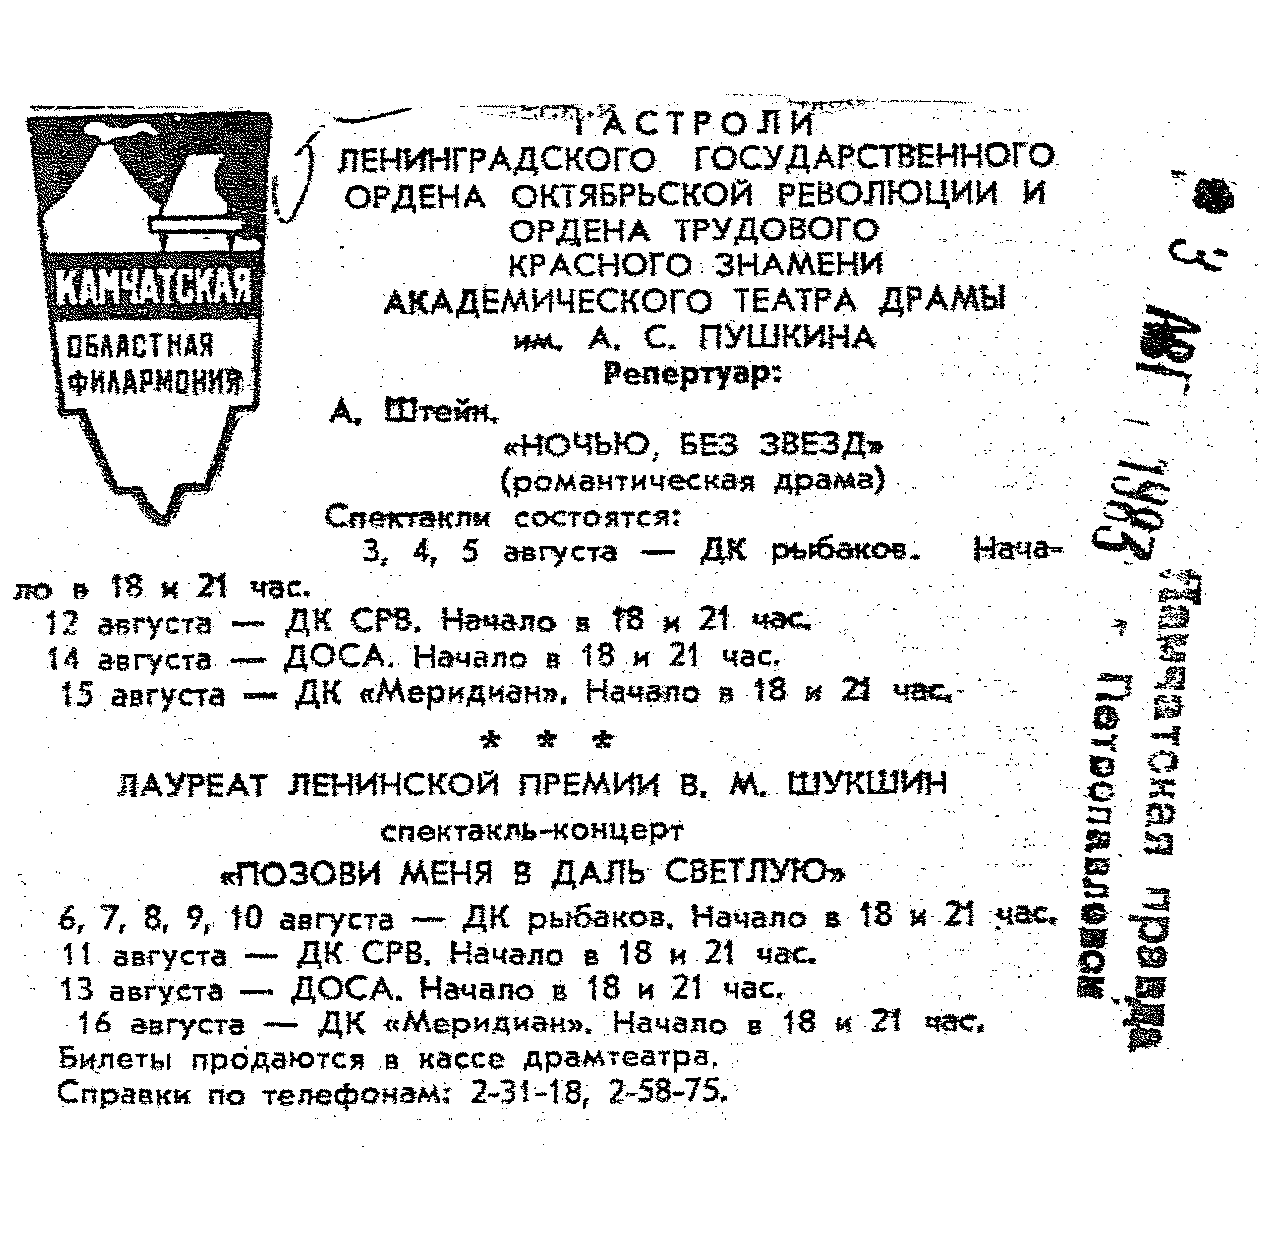 КАМЧАТСКАЯ
ОБЛАСТНАЯ
ФИЛАРМОНИЯ
ГАСТРОЛИ
ЛЕНИНГРАДСКОГО ГОСУДАРСТВЕННОГО
ОРДЕНА ОКТЯБРЬСКОЙ РЕВОЛЮЦИИ И
ОРДЕНА ТРУДОВОГО
КРАСНОГО ЗНАМЕНИ
АКАДЕМИЧЕСКОГО ТЕАТРА ДРАМЫ
им. А. С. ПУШКИНА
Репертуар:
А. Штейн.
«НОЧЬЮ, БЕЗ ЗВЕЗД»
(романтическая драма)
Спектакли состоятся:
3, 4, 5 августа — ДК рыбаков. Нача-
ло в 18 и 21 час.
12 августа — ДК СРВ. Начало в 18 и 21 час.
14 августа — ДОСА. Начало в 18 и 21 час.
15 августа — ДК «Меридиан». Начало в 18 и 21 час.
* * *
ЛАУРЕАТ ЛЕНИНСКОЙ ПРЕМИИ В. М. ШУКШИН
спектакль-концерт
«ПОЗОВИ МЕНЯ В ДАЛЬ СВЕТЛУЮ»
6, 7, 8, 9, 10 августа — ДК рыбаков. Начало в 18 и 21 час.
11 августа — ДК СРВ. Начало в 18 и 21 час.
13 августа — ДОСА. Начало в 18 и 21 час.
16 августа — ДК «Меридиан». Начало в 18 и 21 час.
Билеты продаются в кассе драмтеатра.
Справки по телефонам: 2-31-18, 2-58-75.
3 АВГ 1983
Камчатская правда
г. Петропавловск